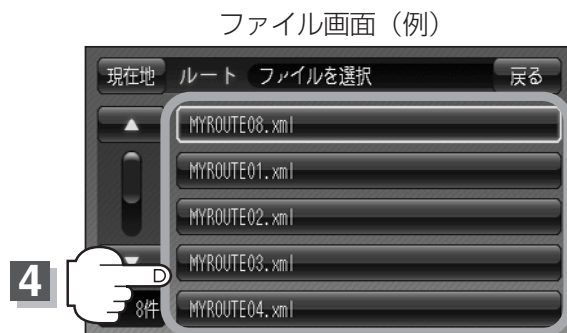 ファイル画面（例）
現在地 ルート ファイルを選択 戻る
▲
MYROUTE08.xml
MYROUTE01.xml
MYROUTE02.xml
▼ MYROUTE03.xml
4
8件 MYROUTE04.xml